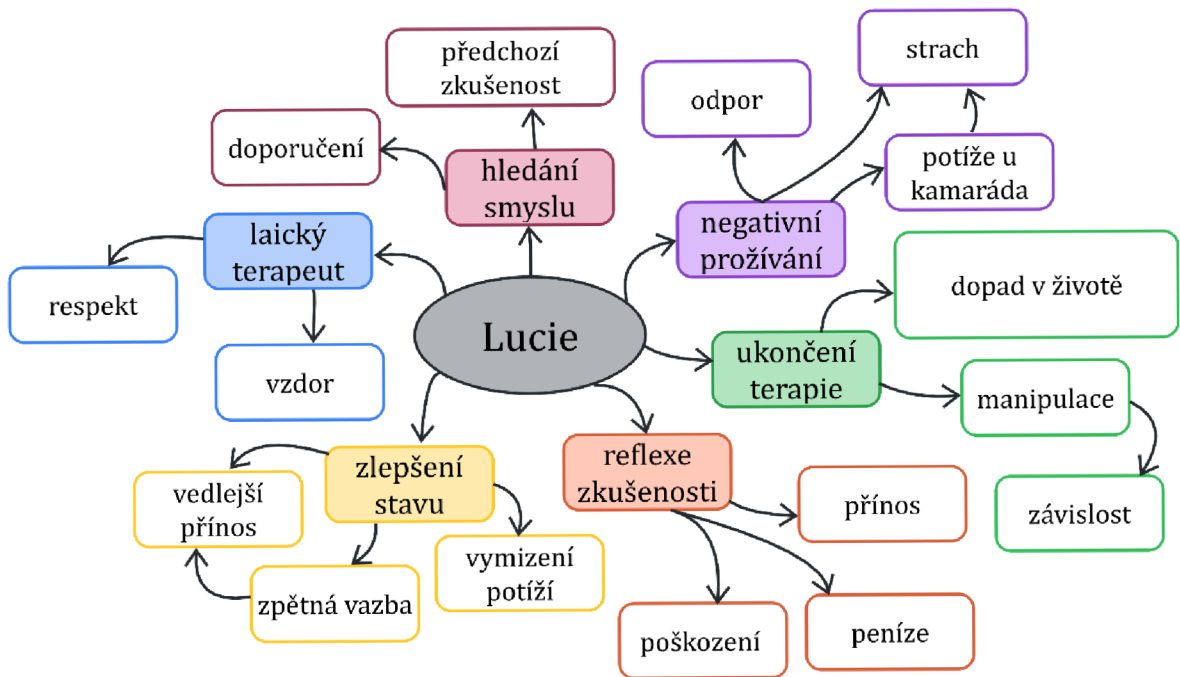 předchozí
zkušenost
strach
odpor
doporučení
hledání
smyslu
potíže u
kamaráda
laický
terapeut
negativní
prožívání
respekt
dopad v životě
Lucie
vzdor
ukončení
terapie
manipulace
zlepšení
stavu
reflexe
zkušenosti
vedlejší
přínos
přínos
závislost
vymizení
potíží
zpětná vazba
poškození
peníze